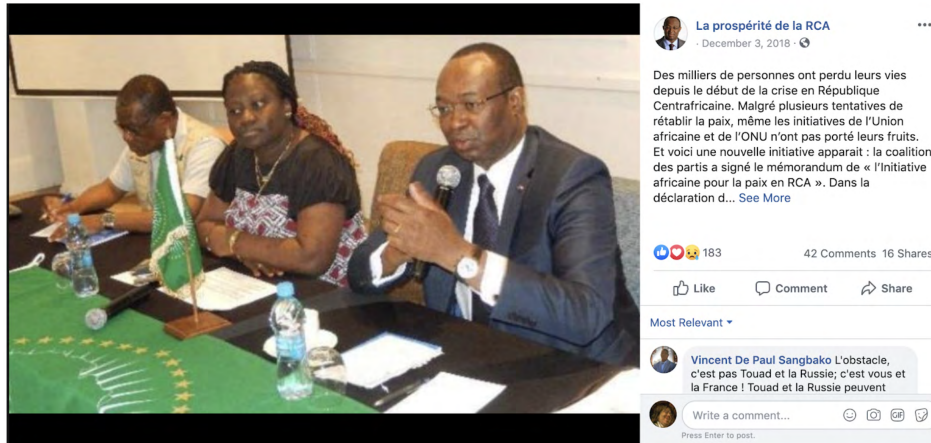 La prospérité de la RCA
· December 3, 2018 ·
Des milliers de personnes ont perdu leurs vies
depuis le début de la crise en République
Centrafricaine. Malgré plusieurs tentatives de
rétablir la paix, même les initiatives de l'Union
africaine et de l'ONU n'ont pas porté leurs fruits.
Et voici une nouvelle initiative apparait : la coalition
des partis a signé le mémorandum de « l'Initiative
africaine pour la paix en RCA ». Dans la
déclaration d... See More
183
42 Comments 16 Shares
Like Comment Share
Most Relevant
Vincent De Paul Sangbako L'obstacle,
c'est pas Touad et la Russie; c'est vous et
la France ! Touad et la Russie peuvent
Write a comment...
GIF
Press Enter to post.